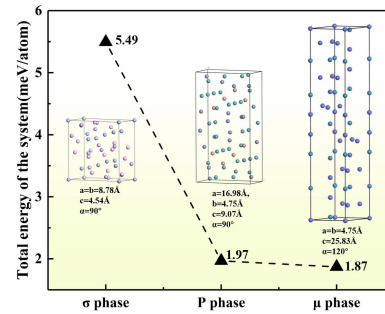 Total energy of the system(meV/atom)
6
5
4
3
2
5.49
1.97
1.87
a=b=8.78Å
c=4.54Å
α=90°
a=16.98Å,
b=4.75Å
c=9.07Å
α=90°
a=b=4.75Å
c=25.83Å
α=120°
σ phase
P phase
μ phase